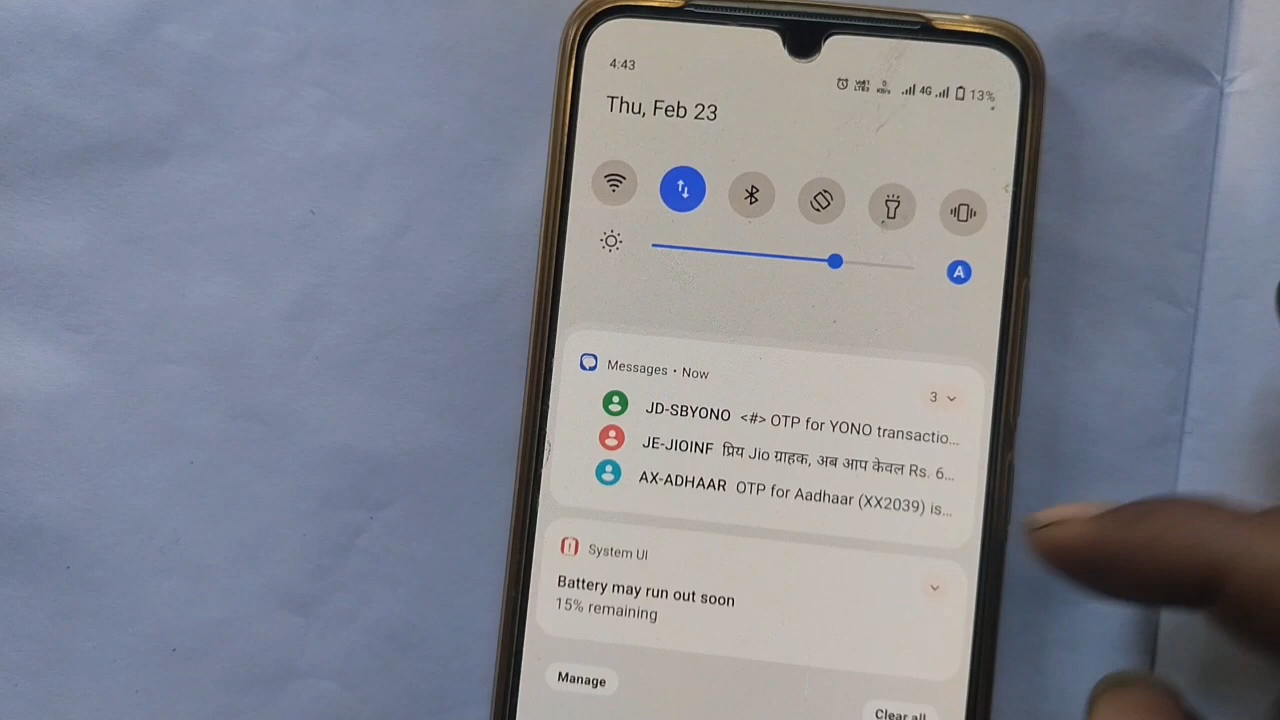 4:43
4G 13%
Thu, Feb 23
A
Messages • Now
3
JD-SBYONO <#> OTP for YONO transactio...
JE-JIOINF प्रिय Jio ग्राहक, अब आप केवल Rs. 6...
AX-ADHAAR OTP for Aadhaar (XX2039) is...
System UI
Battery may run out soon
15% remaining
Manage
Clear all